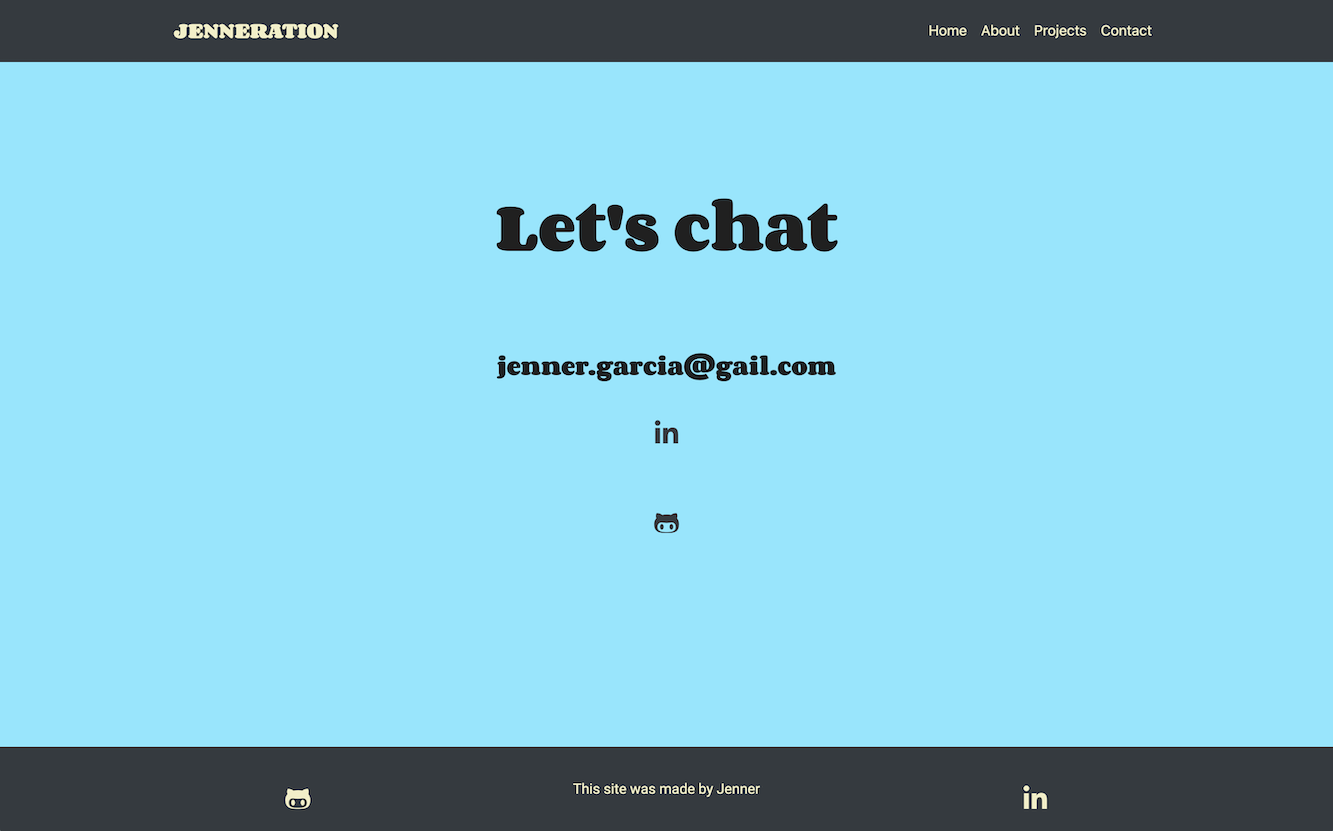 JENNERATION
Home About Projects Contact
Let's chat
jenner.garcia@gail.com
in
This site was made by Jenner
in